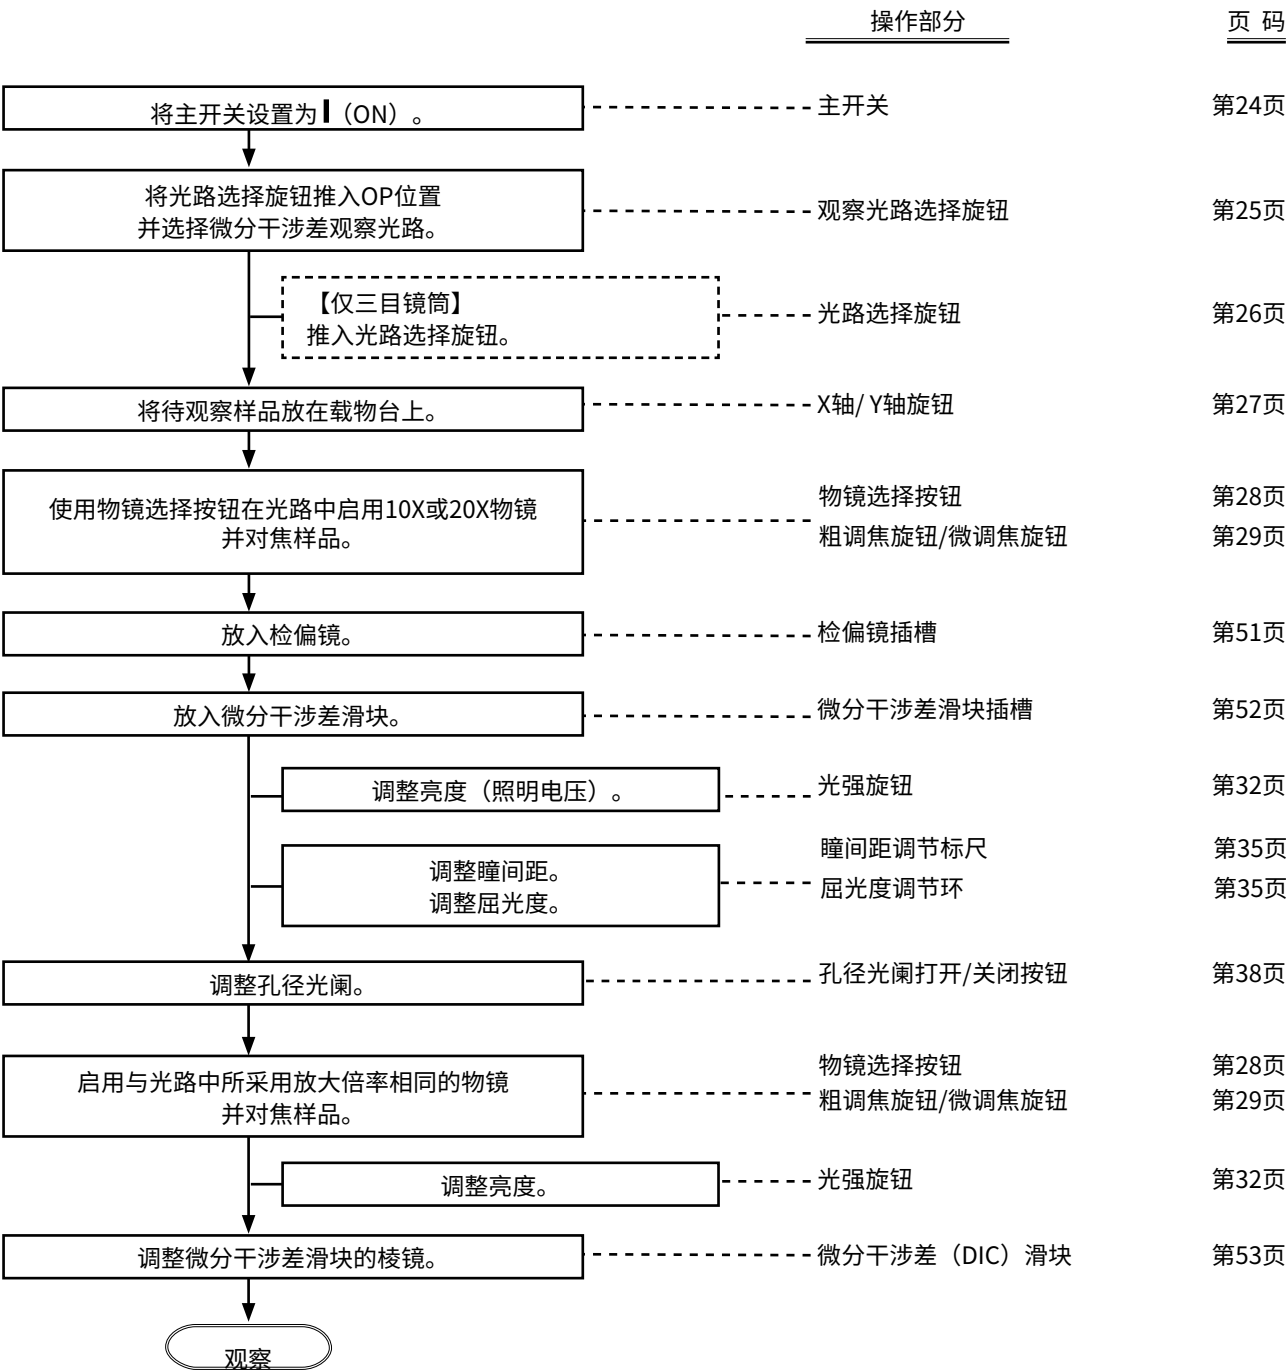 操作部分 页 码
将主开关设置为 I（ON）。 主开关 第24页
将光路选择旋钮推入OP位置
并选择微分干涉差观察光路。
观察光路选择旋钮 第25页
【仅三目镜筒】
推入光路选择旋钮。
光路选择旋钮 第26页
将待观察样品放在载物台上。 X轴/ Y轴旋钮 第27页
使用物镜选择按钮在光路中启用10X或20X物镜
并对焦样品。
物镜选择按钮 第28页
粗调焦旋钮/微调焦旋钮 第29页
放入检偏镜。 检偏镜插槽 第51页
放入微分干涉差滑块。 微分干涉差滑块插槽 第52页
调整亮度（照明电压）。 光强旋钮 第32页
调整瞳间距。
调整屈光度。
瞳间距调节标尺 第35页
屈光度调节环 第35页
调整孔径光阑。 孔径光阑打开/关闭按钮 第38页
启用与光路中所采用放大倍率相同的物镜
并对焦样品。
物镜选择按钮 第28页
粗调焦旋钮/微调焦旋钮 第29页
调整亮度。 光强旋钮 第32页
调整微分干涉差滑块的棱镜。 微分干涉差（DIC）滑块 第53页
观察